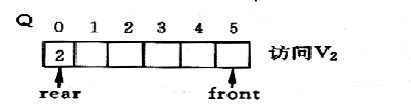 Q 0 1 2 3 4 5
2 访问V₂
rear front